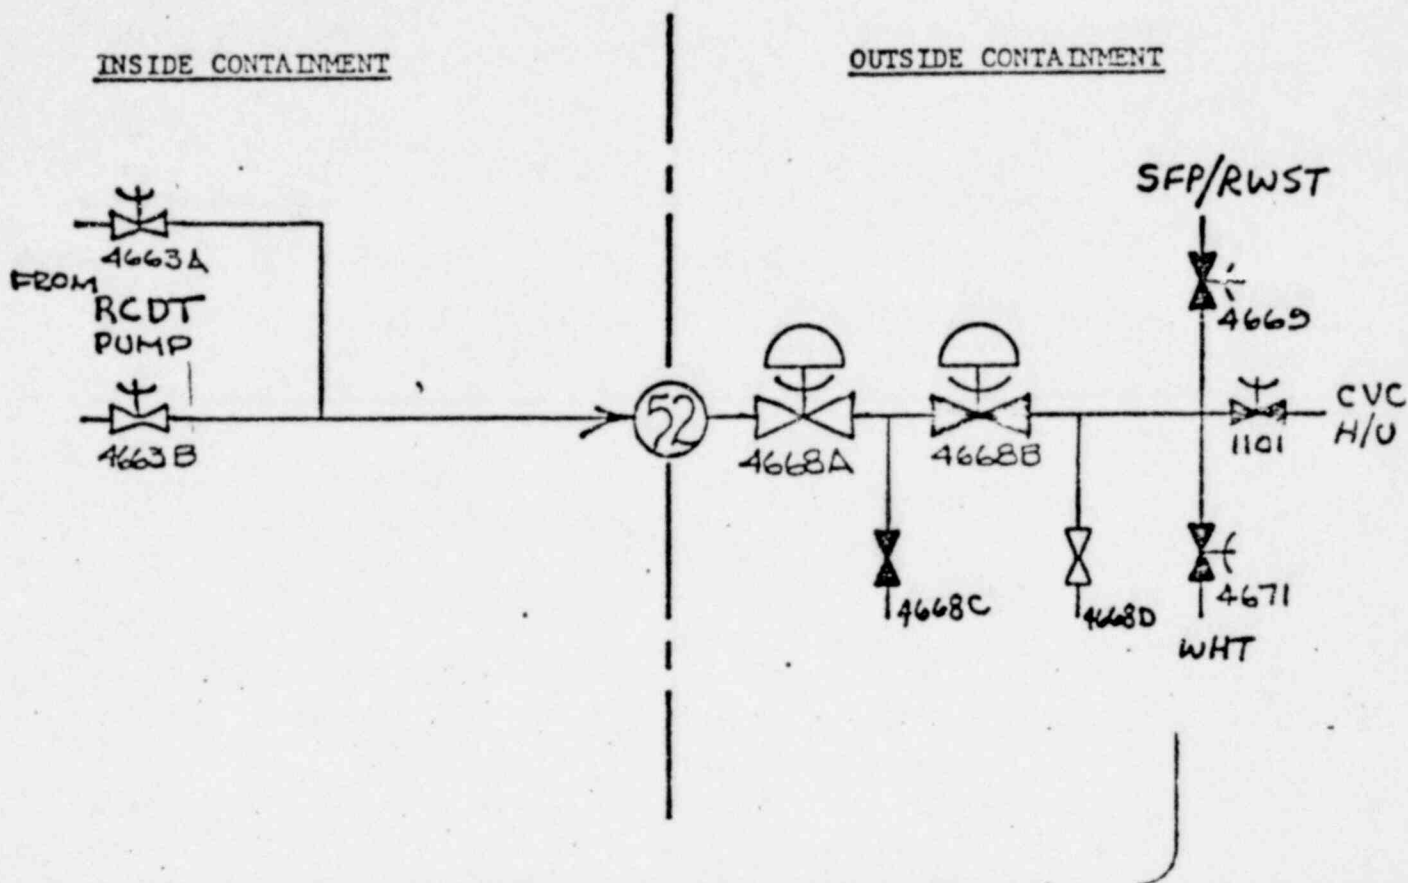 INSIDE CONTAINMENT
OUTSIDE CONTAINMENT
4663A
FROM
RCDT
PUMP
4663B
52
4668A
4668B
4668C
4668D
SFP/RWST
4669
CVC
H/U
1101
4671
WHT